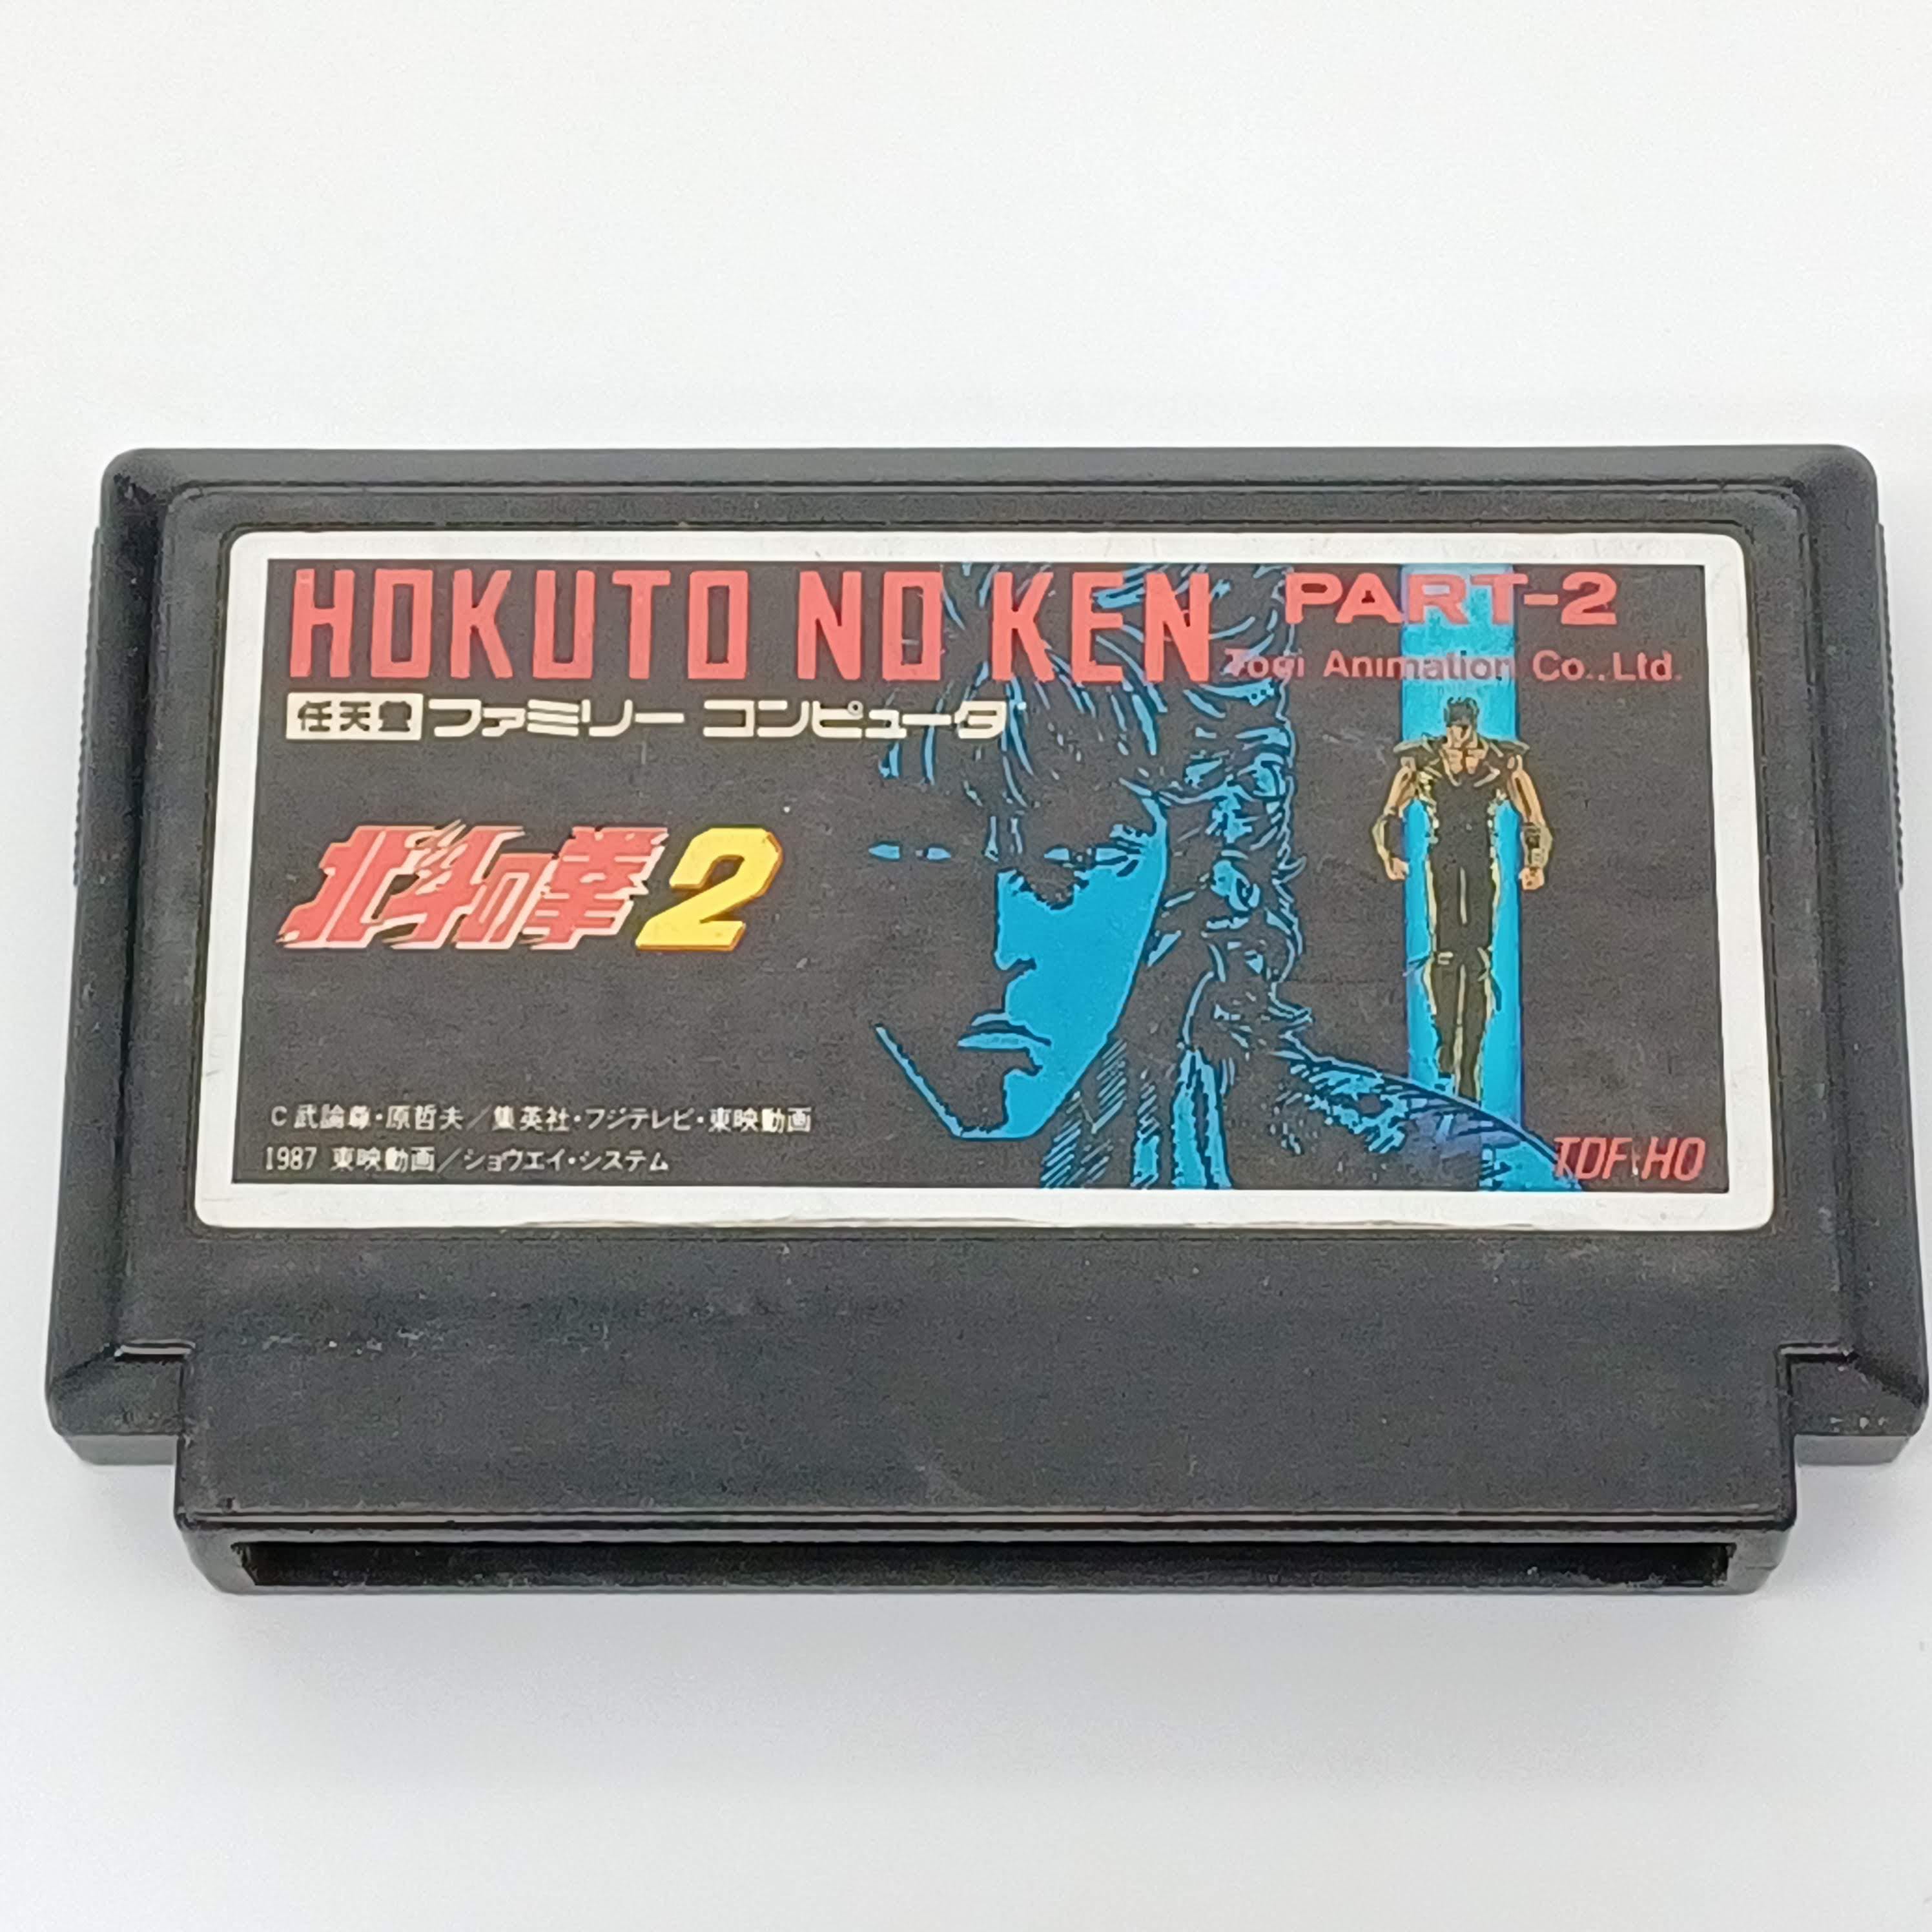 HOKUTO NO KEN PART-2
Toei Animation Co.,Ltd.
任天堂 ファミリー コンピュータ
北斗の拳2
C 武論尊・原哲夫／集英社・フジテレビ・東映動画
1987 東映動画／ショウエイ・システム
TDF-HO